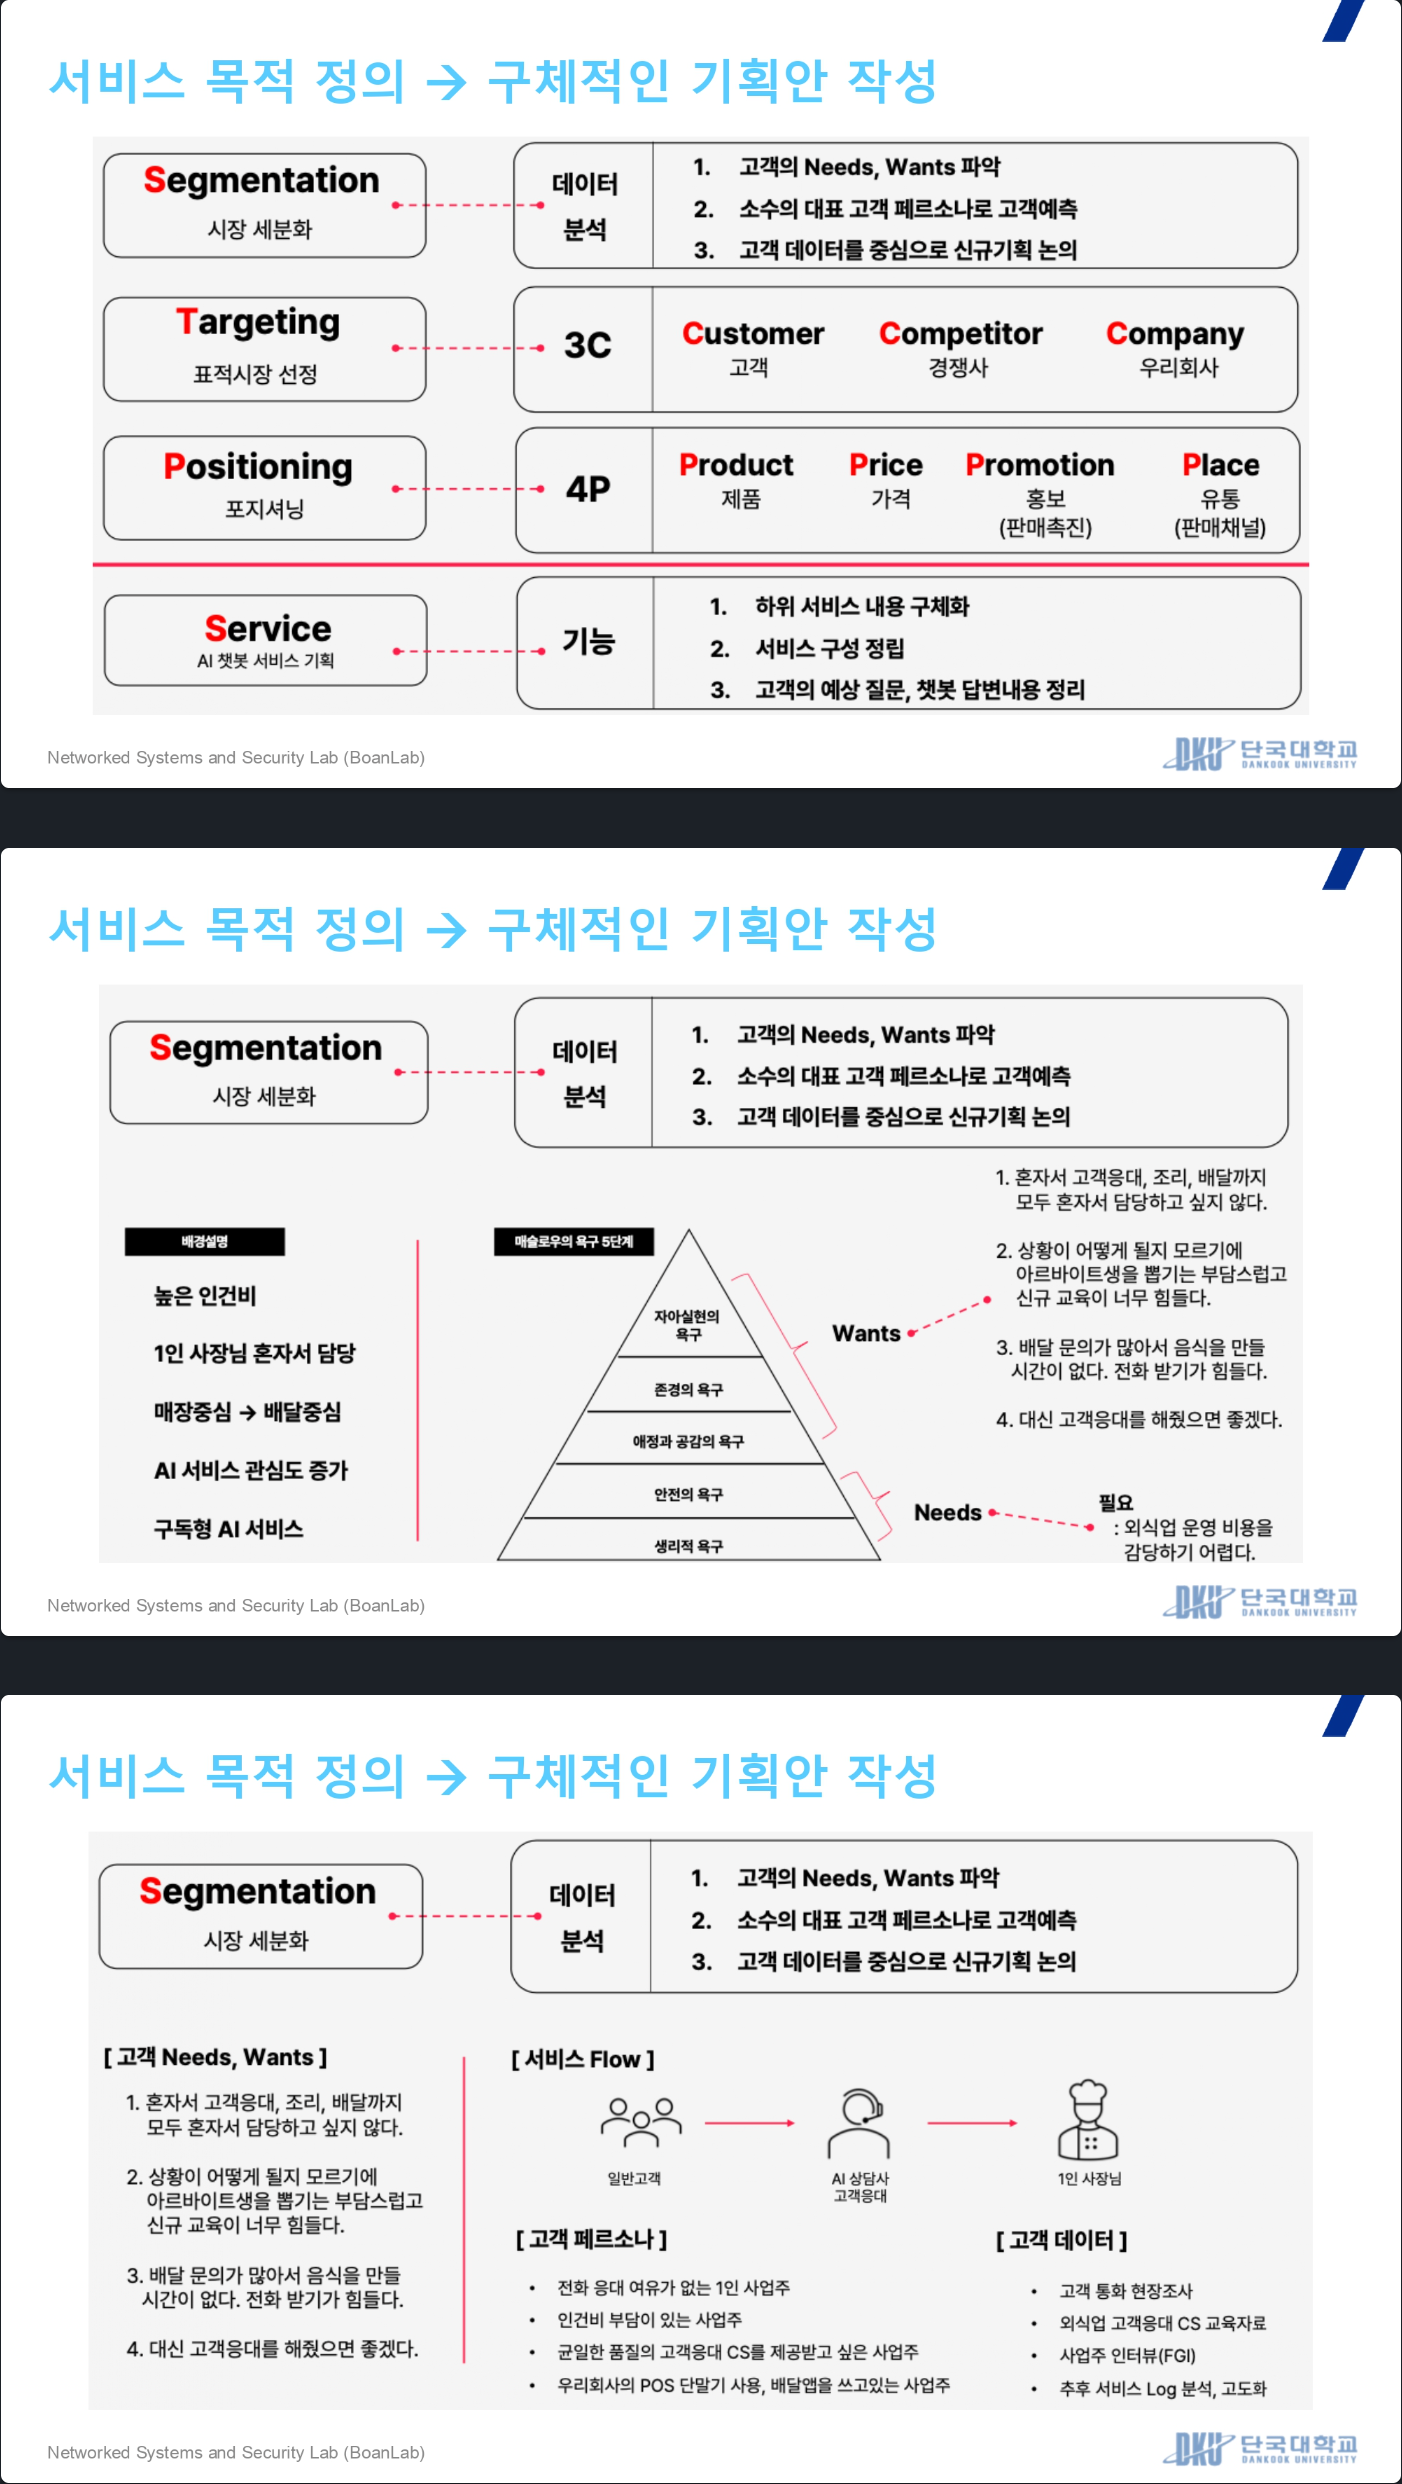 서비스 목적 정의 → 구체적인 기획안 작성
Segmentation
시장 세분화
데이터
분석
1. 고객의 Needs, Wants 파악
2. 소수의 대표 고객 페르소나로 고객예측
3. 고객 데이터를 중심으로 신규기획 논의
Targeting
표적시장 선정
3C
Customer
고객
Competitor
경쟁사
Company
우리회사
Positioning
포지셔닝
4P
Product
제품
Price
가격
Promotion
홍보
(판매촉진)
Place
유통
(판매채널)
Service
AI 챗봇 서비스 기획
기능
1. 하위 서비스 내용 구체화
2. 서비스 구성 정립
3. 고객의 예상 질문, 챗봇 답변내용 정리
Networked Systems and Security Lab (BoanLab)
DKU 단국대학교
DANKOOK UNIVERSITY
서비스 목적 정의 → 구체적인 기획안 작성
Segmentation
시장 세분화
데이터
분석
1. 고객의 Needs, Wants 파악
2. 소수의 대표 고객 페르소나로 고객예측
3. 고객 데이터를 중심으로 신규기획 논의
배경설명
높은 인건비
1인 사장님 혼자서 담당
매장중심 → 배달중심
AI 서비스 관심도 증가
구독형 AI 서비스
매슬로우의 욕구 5단계
자아실현의
욕구
존경의 욕구
애정과 공감의 욕구
안전의 욕구
생리적 욕구
Wants
1. 혼자서 고객응대, 조리, 배달까지
모두 혼자서 담당하고 싶지 않다.
2. 상황이 어떻게 될지 모르기에
아르바이트생을 뽑기는 부담스럽고
신규 교육이 너무 힘들다.
3. 배달 문의가 많아서 음식을 만들
시간이 없다. 전화 받기가 힘들다.
4. 대신 고객응대를 해줬으면 좋겠다.
Needs
필요
: 외식업 운영 비용을
감당하기 어렵다.
Networked Systems and Security Lab (BoanLab)
DKU 단국대학교
DANKOOK UNIVERSITY
서비스 목적 정의 → 구체적인 기획안 작성
Segmentation
시장 세분화
데이터
분석
1. 고객의 Needs, Wants 파악
2. 소수의 대표 고객 페르소나로 고객예측
3. 고객 데이터를 중심으로 신규기획 논의
[ 고객 Needs, Wants ]
1. 혼자서 고객응대, 조리, 배달까지
모두 혼자서 담당하고 싶지 않다.
2. 상황이 어떻게 될지 모르기에
아르바이트생을 뽑기는 부담스럽고
신규 교육이 너무 힘들다.
3. 배달 문의가 많아서 음식을 만들
시간이 없다. 전화 받기가 힘들다.
4. 대신 고객응대를 해줬으면 좋겠다.
[ 서비스 Flow ]
일반고객
AI 상담사
고객응대
1인 사장님
[ 고객 페르소나 ]
• 전화 응대 여유가 없는 1인 사업주
• 인건비 부담이 있는 사업주
• 균일한 품질의 고객응대 CS를 제공받고 싶은 사업주
• 우리회사의 POS 단말기 사용, 배달앱을 쓰고있는 사업주
[ 고객 데이터 ]
• 고객 통화 현장조사
• 외식업 고객응대 CS 교육자료
• 사업주 인터뷰(FGI)
• 추후 서비스 Log 분석, 고도화
Networked Systems and Security Lab (BoanLab)
DKU 단국대학교
DANKOOK UNIVERSITY